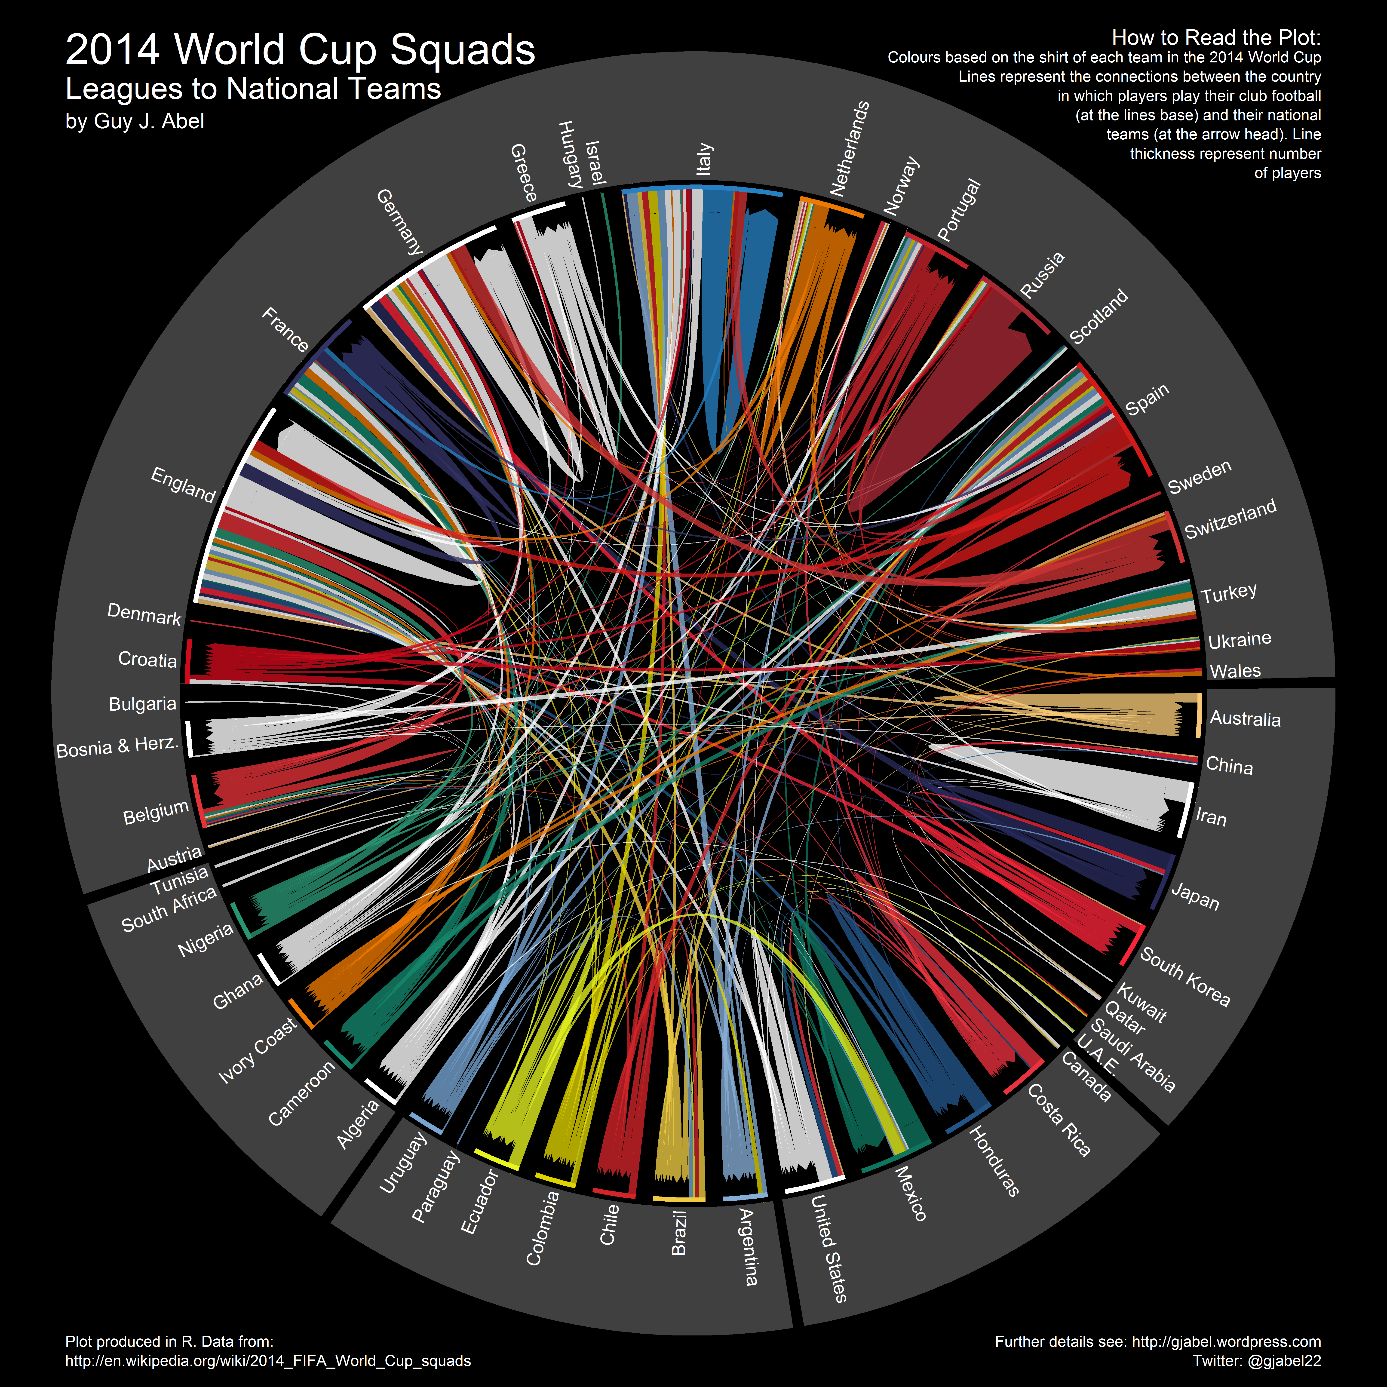 2014 World Cup Squads
Leagues to National Teams
by Guy J. Abel
How to Read the Plot:
Colours based on the shirt of each team in the 2014 World Cup
Lines represent the connections between the country
in which players play their club football
(at the lines base) and their national
teams (at the arrow head). Line
thickness represent number
of players
Italy
Netherlands
Norway
Portugal
Russia
Scotland
Spain
Sweden
Switzerland
Turkey
Ukraine
Wales
Australia
China
Iran
Japan
South Korea
Kuwait
Qatar
Saudi Arabia
U.A.E.
Canada
Costa Rica
Honduras
Mexico
United States
Argentina
Brazil
Chile
Colombia
Ecuador
Paraguay
Uruguay
Algeria
Cameroon
Ivory Coast
Ghana
Nigeria
South Africa
Tunisia
Austria
Belgium
Bosnia & Herz.
Bulgaria
Croatia
Denmark
England
France
Germany
Greece
Hungary
Israel
Plot produced in R. Data from:
http://en.wikipedia.org/wiki/2014_FIFA_World_Cup_squads
Further details see: http://gjabel.wordpress.com
Twitter: @gjabel22